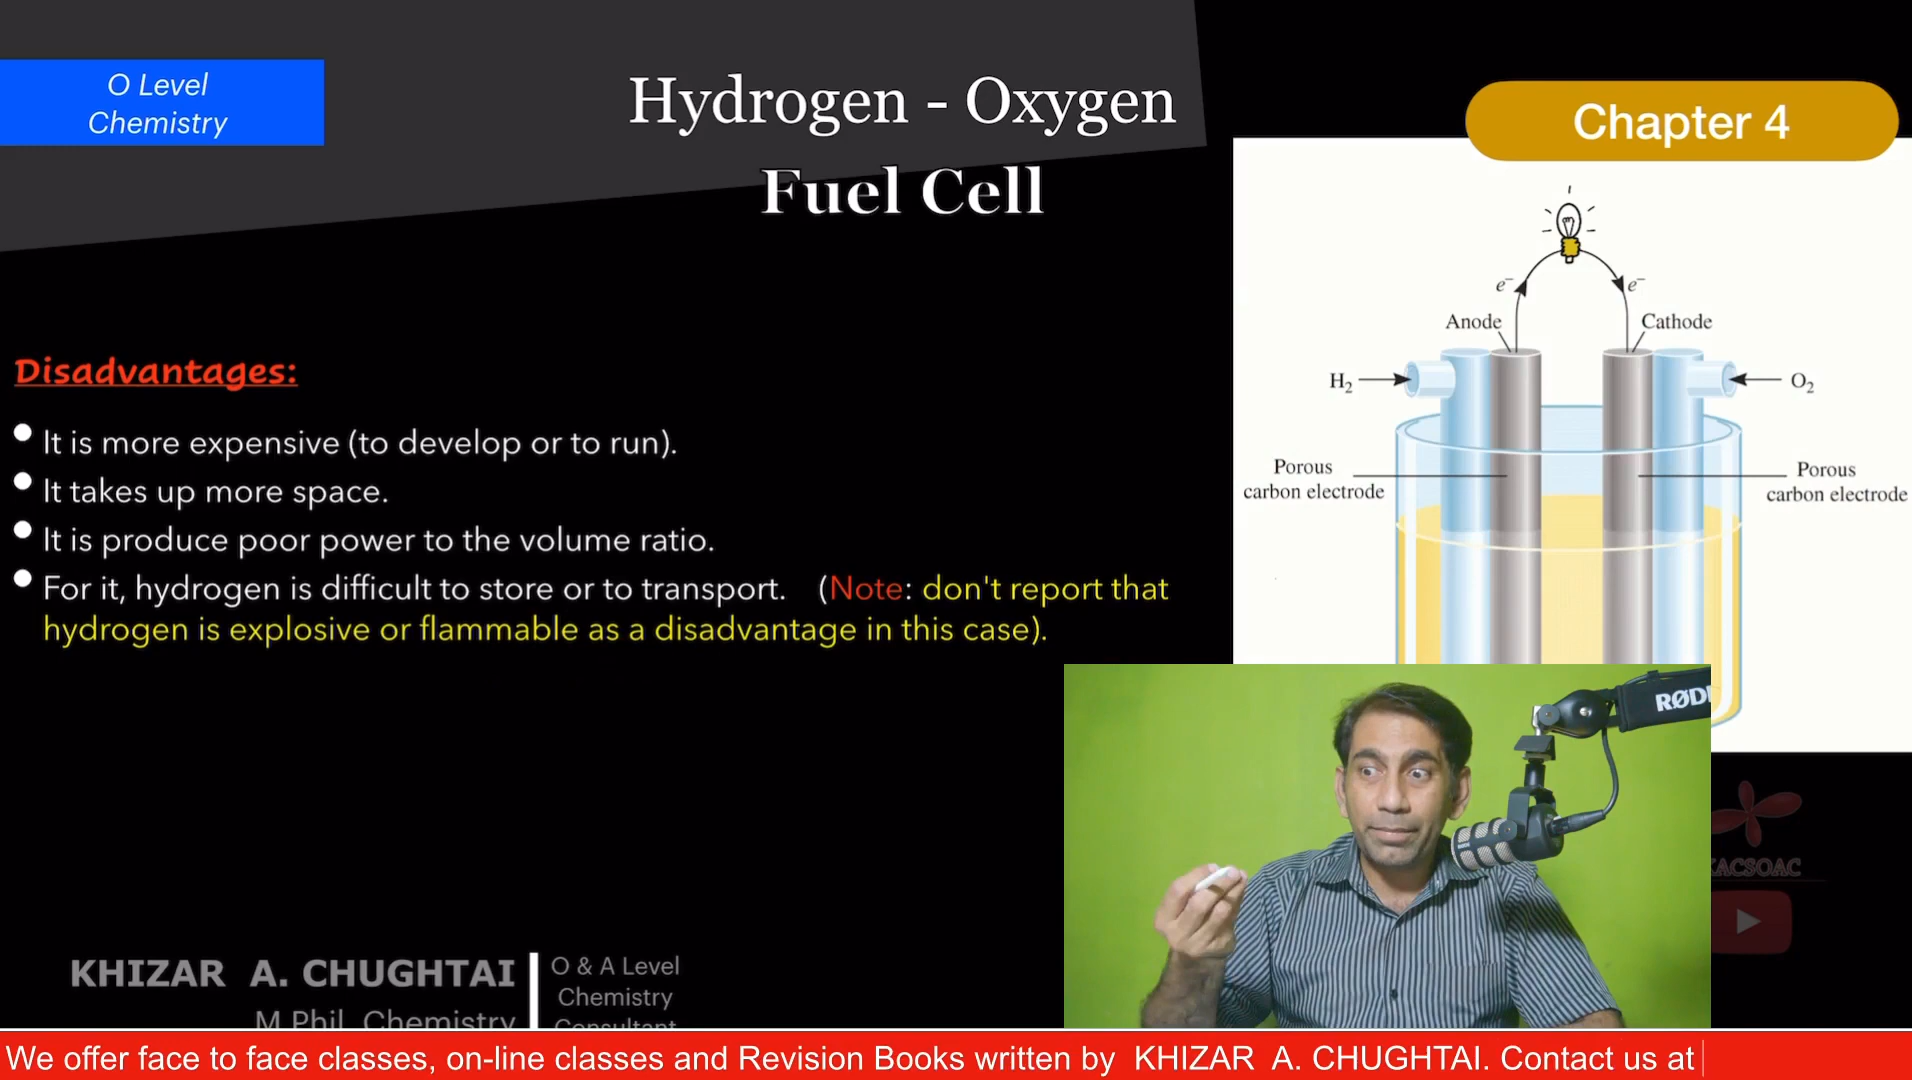 O Level
Chemistry
Hydrogen - Oxygen
Fuel Cell
Chapter 4
Disadvantages:
It is more expensive (to develop or to run).
It takes up more space.
It is produce poor power to the volume ratio.
For it, hydrogen is difficult to store or to transport. (Note: don't report that
hydrogen is explosive or flammable as a disadvantage in this case).
e⁻
e⁻
Anode
Cathode
H₂
O₂
Porous
carbon electrode
Porous
carbon electrode
RØD
KACSOAC
KHIZAR A. CHUGHTAI
M Phil. Chemistry
O & A Level
Chemistry
Consultant
We offer face to face classes, on-line classes and Revision Books written by KHIZAR A. CHUGHTAI. Contact us at